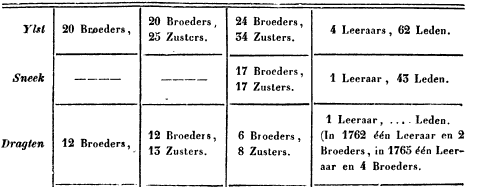 Ylst 20 Broeders, 20 Broeders, 24 Broeders, 4 Leeraars, 62 Leden.
25 Zusters. 34 Zusters.
Sneek ———— ———— 17 Broeders, 1 Leeraar, 43 Leden.
17 Zusters.
Dragten 12 Broeders, 12 Broeders, 6 Broeders, 1 Leeraar, .... Leden.
13 Zusters. 8 Zusters. (In 1762 één Leeraar en 2
Broeders, in 1765 één Leer-
aar en 4 Broeders.